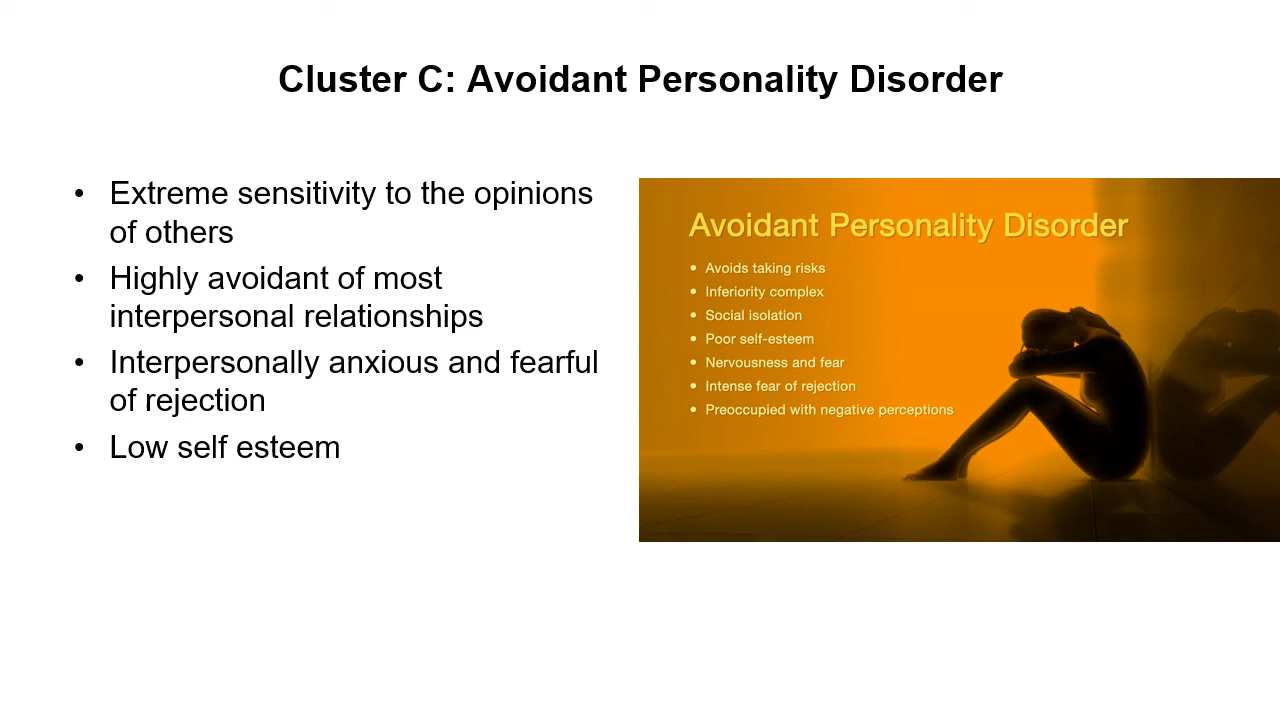 Cluster C: Avoidant Personality Disorder
• Extreme sensitivity to the opinions
of others
• Highly avoidant of most
interpersonal relationships
• Interpersonally anxious and fearful
of rejection
• Low self esteem
Avoidant Personality Disorder
• Avoids taking risks
• Inferiority complex
• Social isolation
• Poor self-esteem
• Nervousness and fear
• Intense fear of rejection
• Preoccupied with negative perceptions